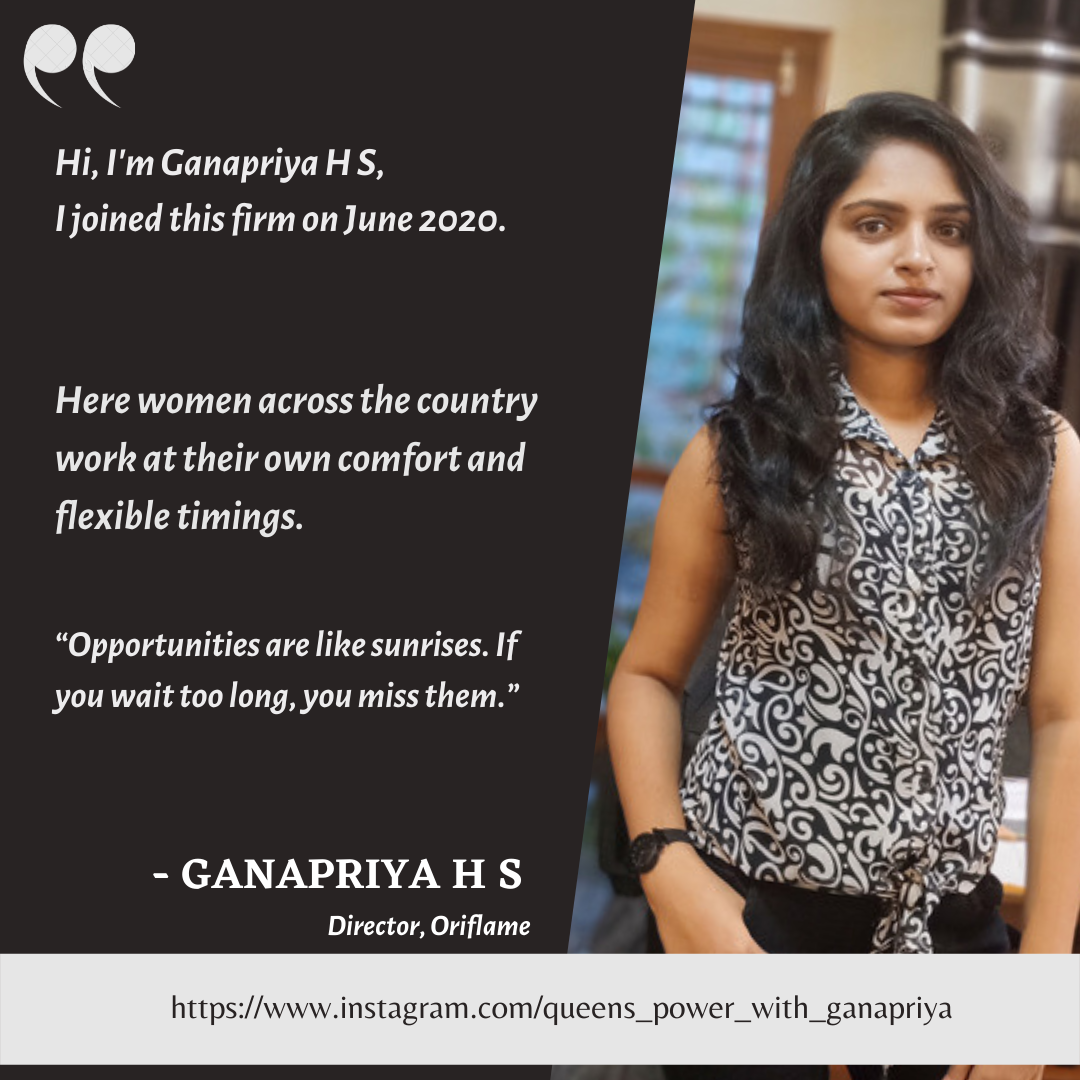 Hi, I'm Ganapriya H S,
I joined this firm on June 2020.
Here women across the country
work at their own comfort and
flexible timings.
“Opportunities are like sunrises. If
you wait too long, you miss them.”
- GANAPRIYA H S
Director, Oriflame
https://www.instagram.com/queens_power_with_ganapriya